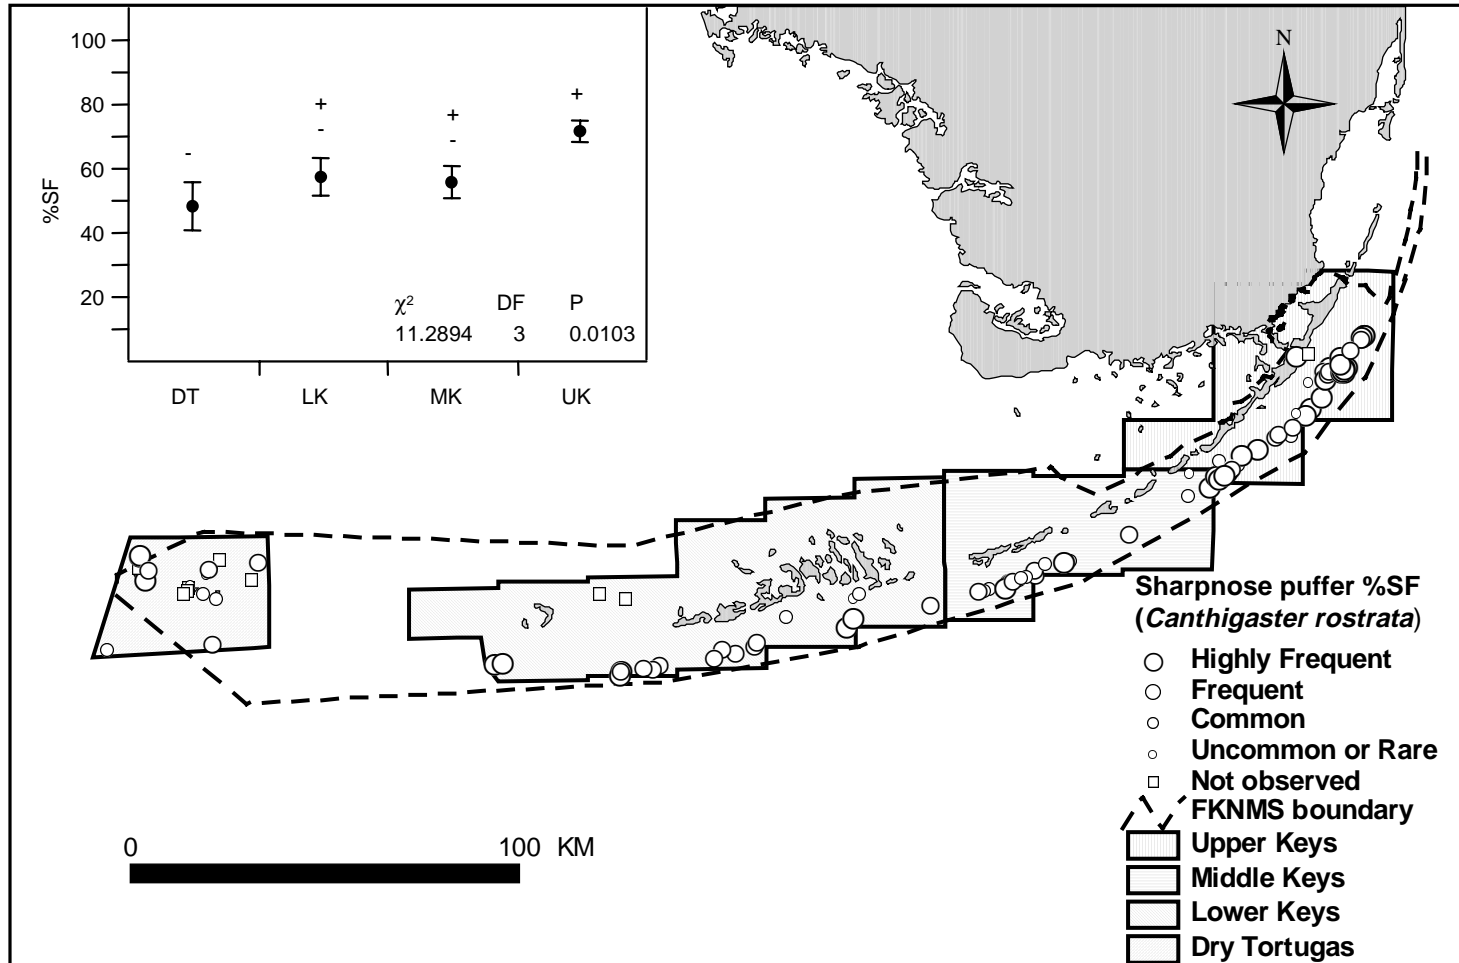 100
80
60
40
20
%SF
+
+
+
-
-
-
χ² DF P
11.2894 3 0.0103
DT LK MK UK
N
Sharpnose puffer %SF
(Canthigaster rostrata)
Highly Frequent
Frequent
Common
Uncommon or Rare
Not observed
FKNMS boundary
Upper Keys
Middle Keys
Lower Keys
Dry Tortugas
0 100 KM